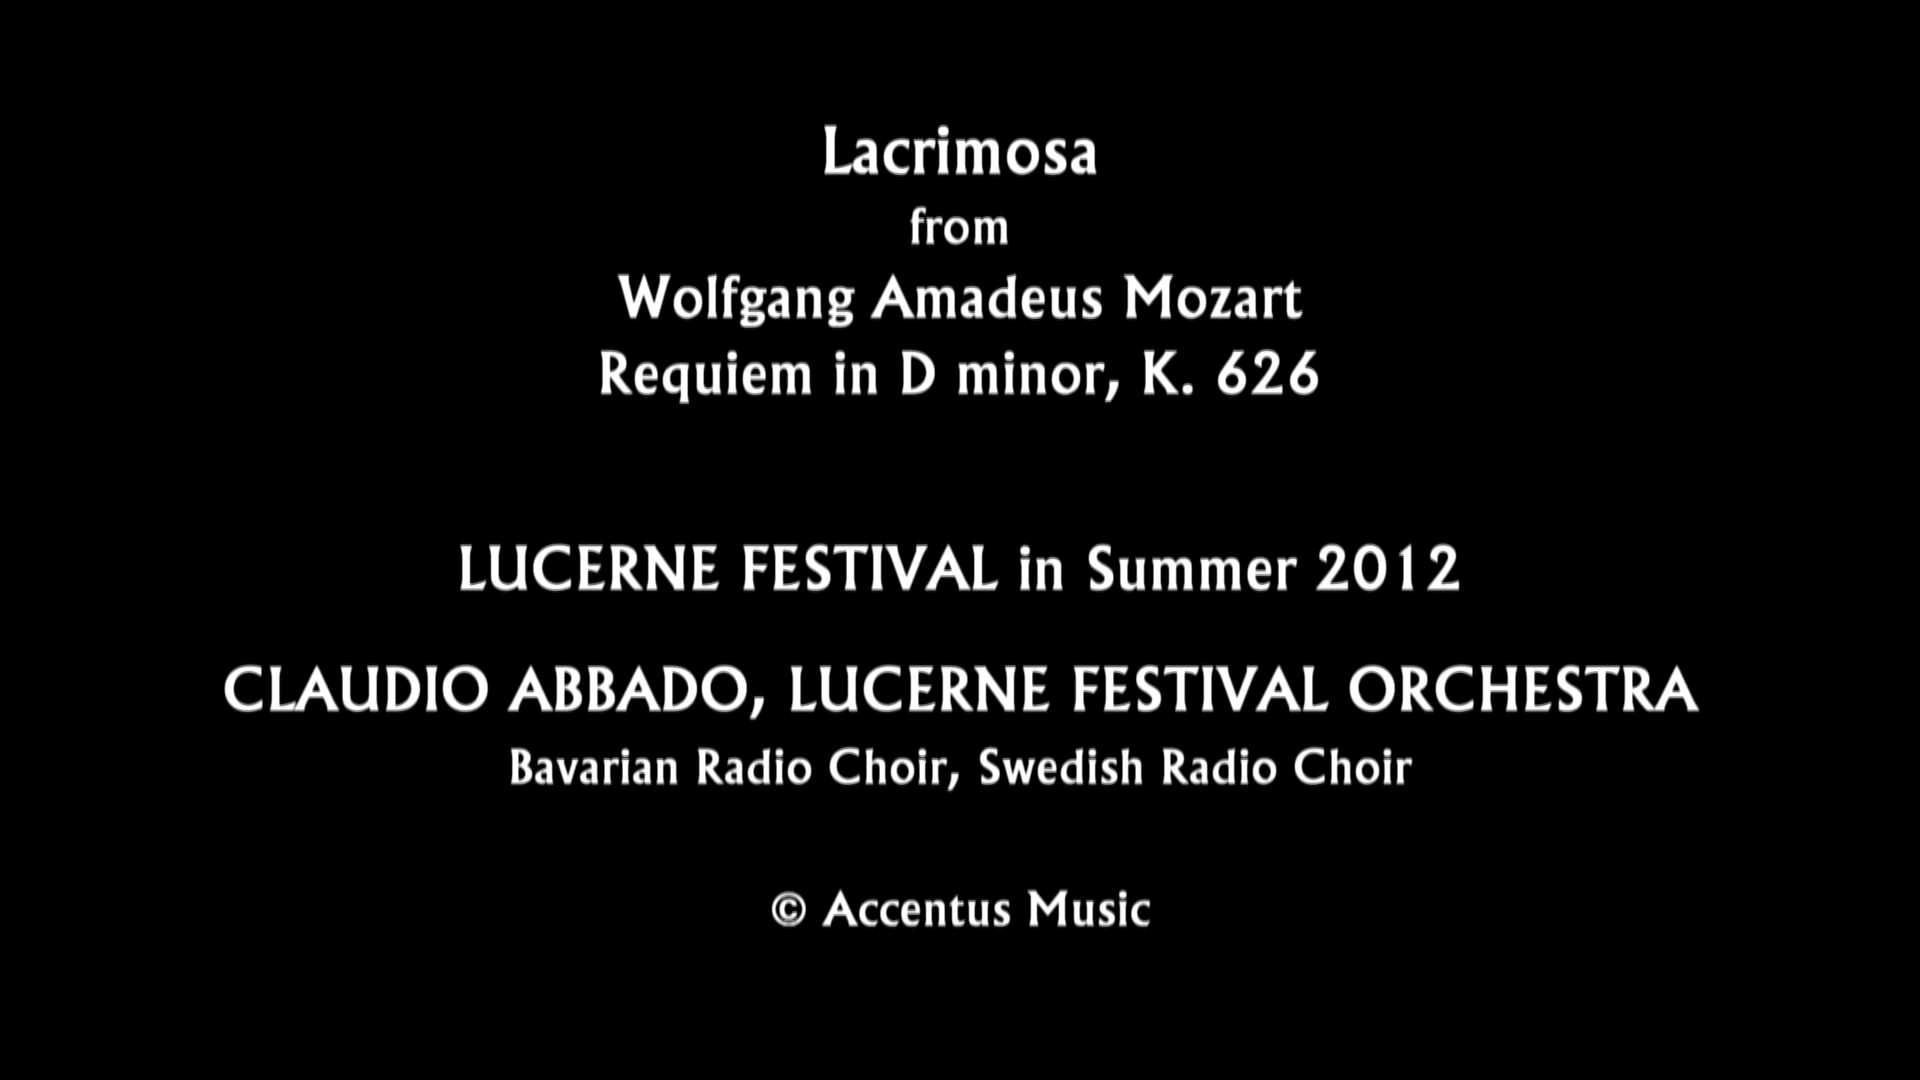 Lacrimosa
from
Wolfgang Amadeus Mozart
Requiem in D minor, K. 626
LUCERNE FESTIVAL in Summer 2012
CLAUDIO ABBADO, LUCERNE FESTIVAL ORCHESTRA
Bavarian Radio Choir, Swedish Radio Choir
© Accentus Music